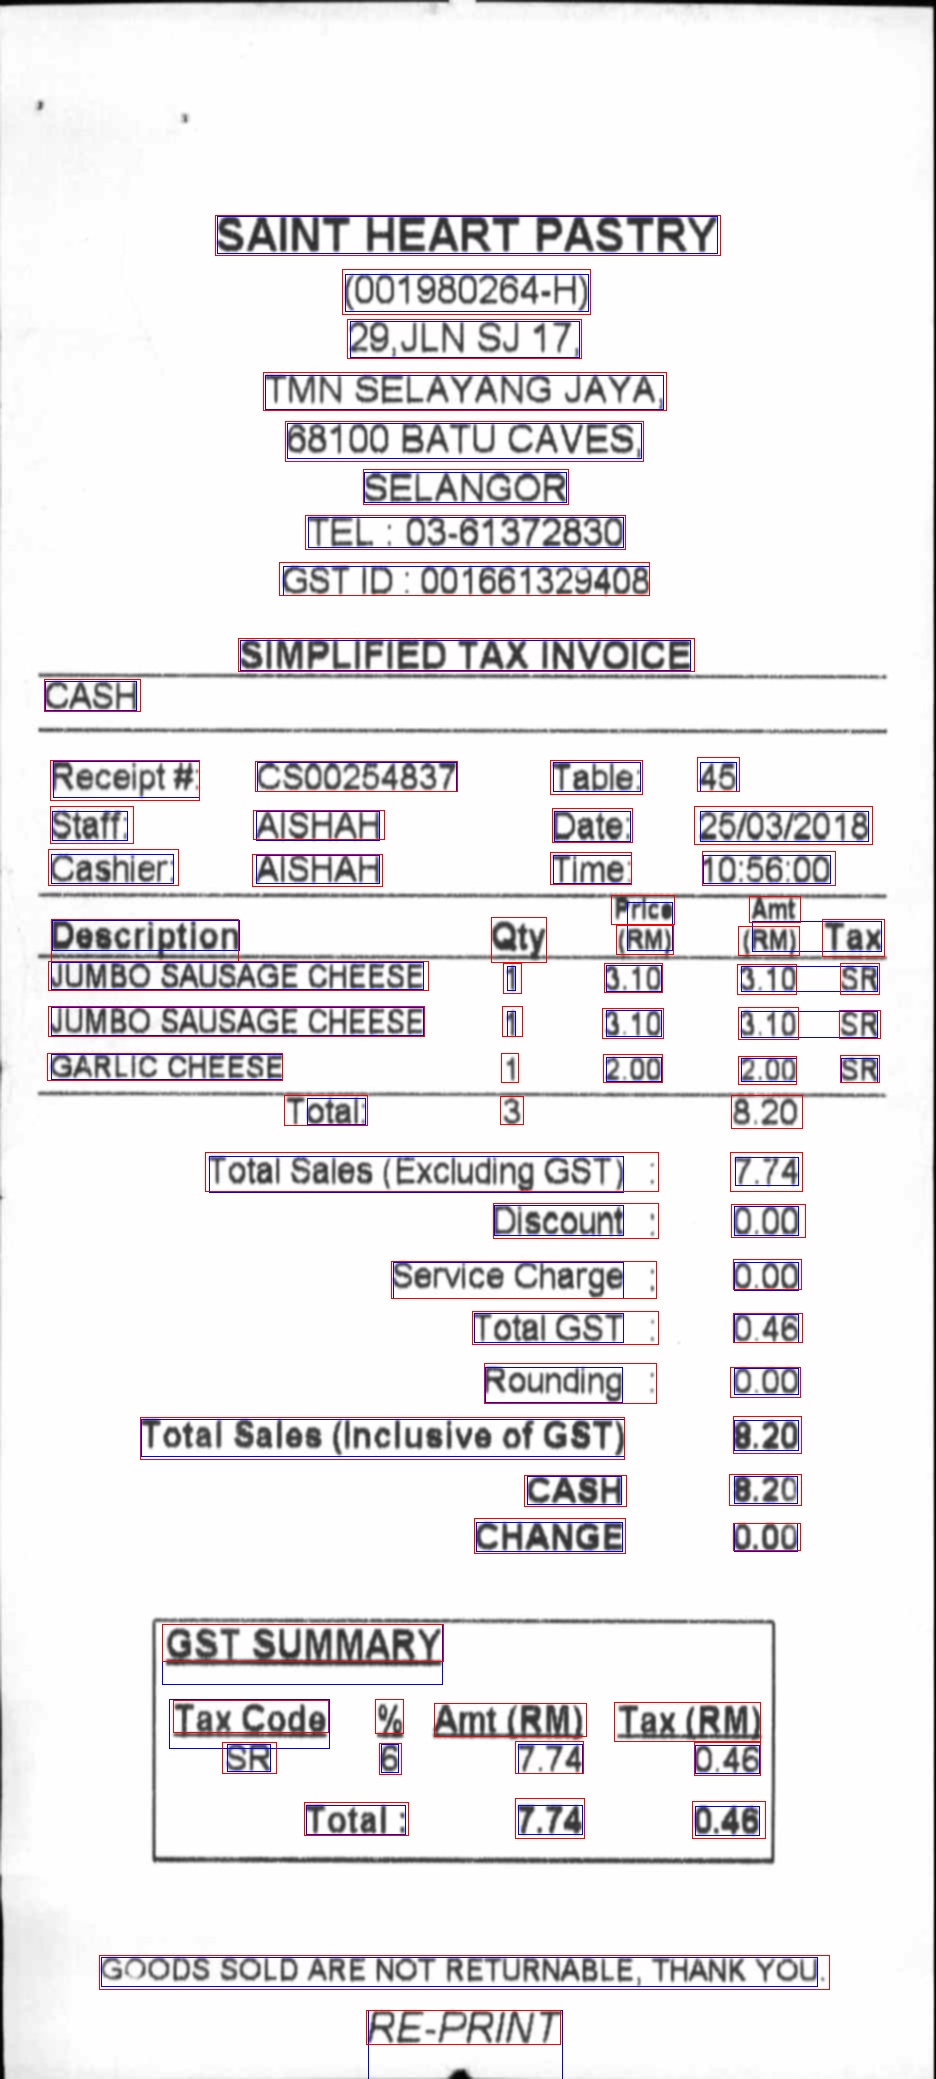 SAINT HEART PASTRY
(001980264-H)
29,JLN SJ 17,
TMN SELAYANG JAYA,
68100 BATU CAVES,
SELANGOR
TEL : 03-61372830
GST ID : 001661329408
SIMPLIFIED TAX INVOICE
CASH
Receipt #: CS00254837 Table: 45
Staff: AISHAH Date: 25/03/2018
Cashier: AISHAH Time: 10:56:00
Description Qty Price (RM) Amt (RM) Tax
JUMBO SAUSAGE CHEESE 1 3.10 3.10 SR
JUMBO SAUSAGE CHEESE 1 3.10 3.10 SR
GARLIC CHEESE 1 2.00 2.00 SR
Total: 3 8.20
Total Sales (Excluding GST) : 7.74
Discount : 0.00
Service Charge : 0.00
Total GST : 0.46
Rounding : 0.00
Total Sales (Inclusive of GST) 8.20
CASH 8.20
CHANGE 0.00
GST SUMMARY
Tax Code % Amt (RM) Tax (RM)
SR 6 7.74 0.46
Total : 7.74 0.46
GOODS SOLD ARE NOT RETURNABLE, THANK YOU.
RE-PRINT